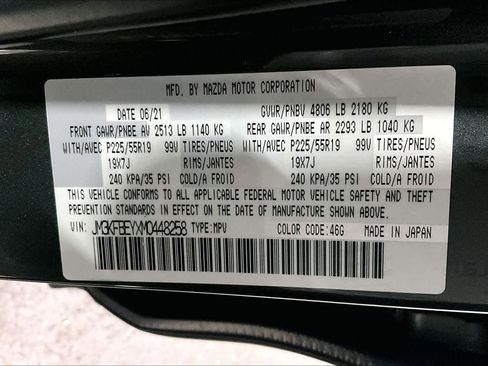 MFD. BY MAZDA MOTOR CORPORATION
DATE 06/21 GVWR/PNBV 4806 LB 2180 KG
FRONT GAWR/PNBE AV 2513 LB 1140 KG REAR GAWR/PNBE AR 2293 LB 1040 KG
WITH/AVEC P225/55R19 99V TIRES/PNEUS WITH/AVEC P225/55R19 99V TIRES/PNEUS
19X7J RIMS/JANTES 19X7J RIMS/JANTES
240 KPA/35 PSI COLD/A FROID 240 KPA/35 PSI COLD/A FROID
THIS VEHICLE CONFORMS TO ALL APPLICABLE FEDERAL MOTOR VEHICLE SAFETY AND THEFT
PREVENTION STANDARDS IN EFFECT ON THE DATE OF MANUFACTURE SHOWN ABOVE.
VIN: JM3KFBEYXM0448258 TYPE:MPV COLOR CODE:46G MADE IN JAPAN